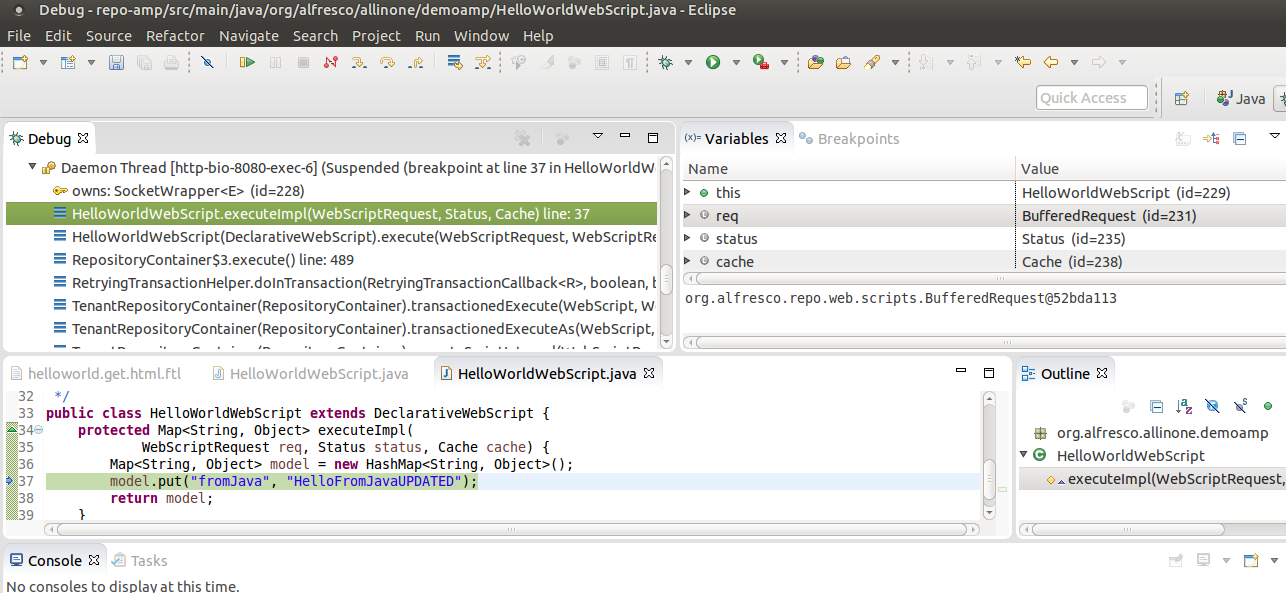 Debug - repo-amp/src/main/java/org/alfresco/allinone/demoamp/HelloWorldWebScript.java - Eclipse
File Edit Source Refactor Navigate Search Project Run Window Help
Quick Access
Java
Debug
Daemon Thread [http-bio-8080-exec-6] (Suspended (breakpoint at line 37 in HelloWorldW
owns: SocketWrapper<E> (id=228)
HelloWorldWebScript.executeImpl(WebScriptRequest, Status, Cache) line: 37
HelloWorldWebScript(DeclarativeWebScript).execute(WebScriptRequest, WebScriptRe
RepositoryContainer$3.execute() line: 489
RetryingTransactionHelper.doInTransaction(RetryingTransactionCallback<R>, boolean, b
TenantRepositoryContainer(RepositoryContainer).transactionedExecute(WebScript, W
TenantRepositoryContainer(RepositoryContainer).transactionedExecuteAs(WebScript,
(x)= Variables Breakpoints
Name Value
this HelloWorldWebScript (id=229)
req BufferedRequest (id=231)
status Status (id=235)
cache Cache (id=238)
org.alfresco.repo.web.scripts.BufferedRequest@52bda113
helloworld.get.html.ftl HelloWorldWebScript.java HelloWorldWebScript.java
32 */
33 public class HelloWorldWebScript extends DeclarativeWebScript {
34 protected Map<String, Object> executeImpl(
35 WebScriptRequest req, Status status, Cache cache) {
36 Map<String, Object> model = new HashMap<String, Object>();
37 model.put("fromJava", "HelloFromJavaUPDATED");
38 return model;
39 }
Outline
org.alfresco.allinone.demoamp
HelloWorldWebScript
executeImpl(WebScriptRequest,
Console Tasks
No consoles to display at this time.